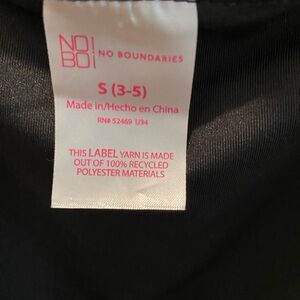 NO!
BO! NO BOUNDARIES
S (3-5)
Made in/Hecho en China
RN# 52469 U34
THIS LABEL YARN IS MADE
OUT OF 100% RECYCLED
POLYESTER MATERIALS